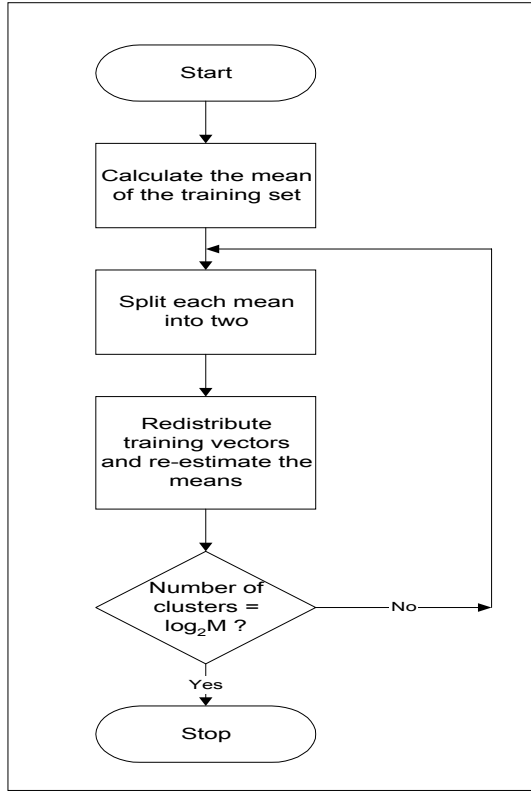 Start
Calculate the mean
of the training set
Split each mean
into two
Redistribute
training vectors
and re-estimate the
means
Number of
clusters =
log₂M ?
No
Yes
Stop